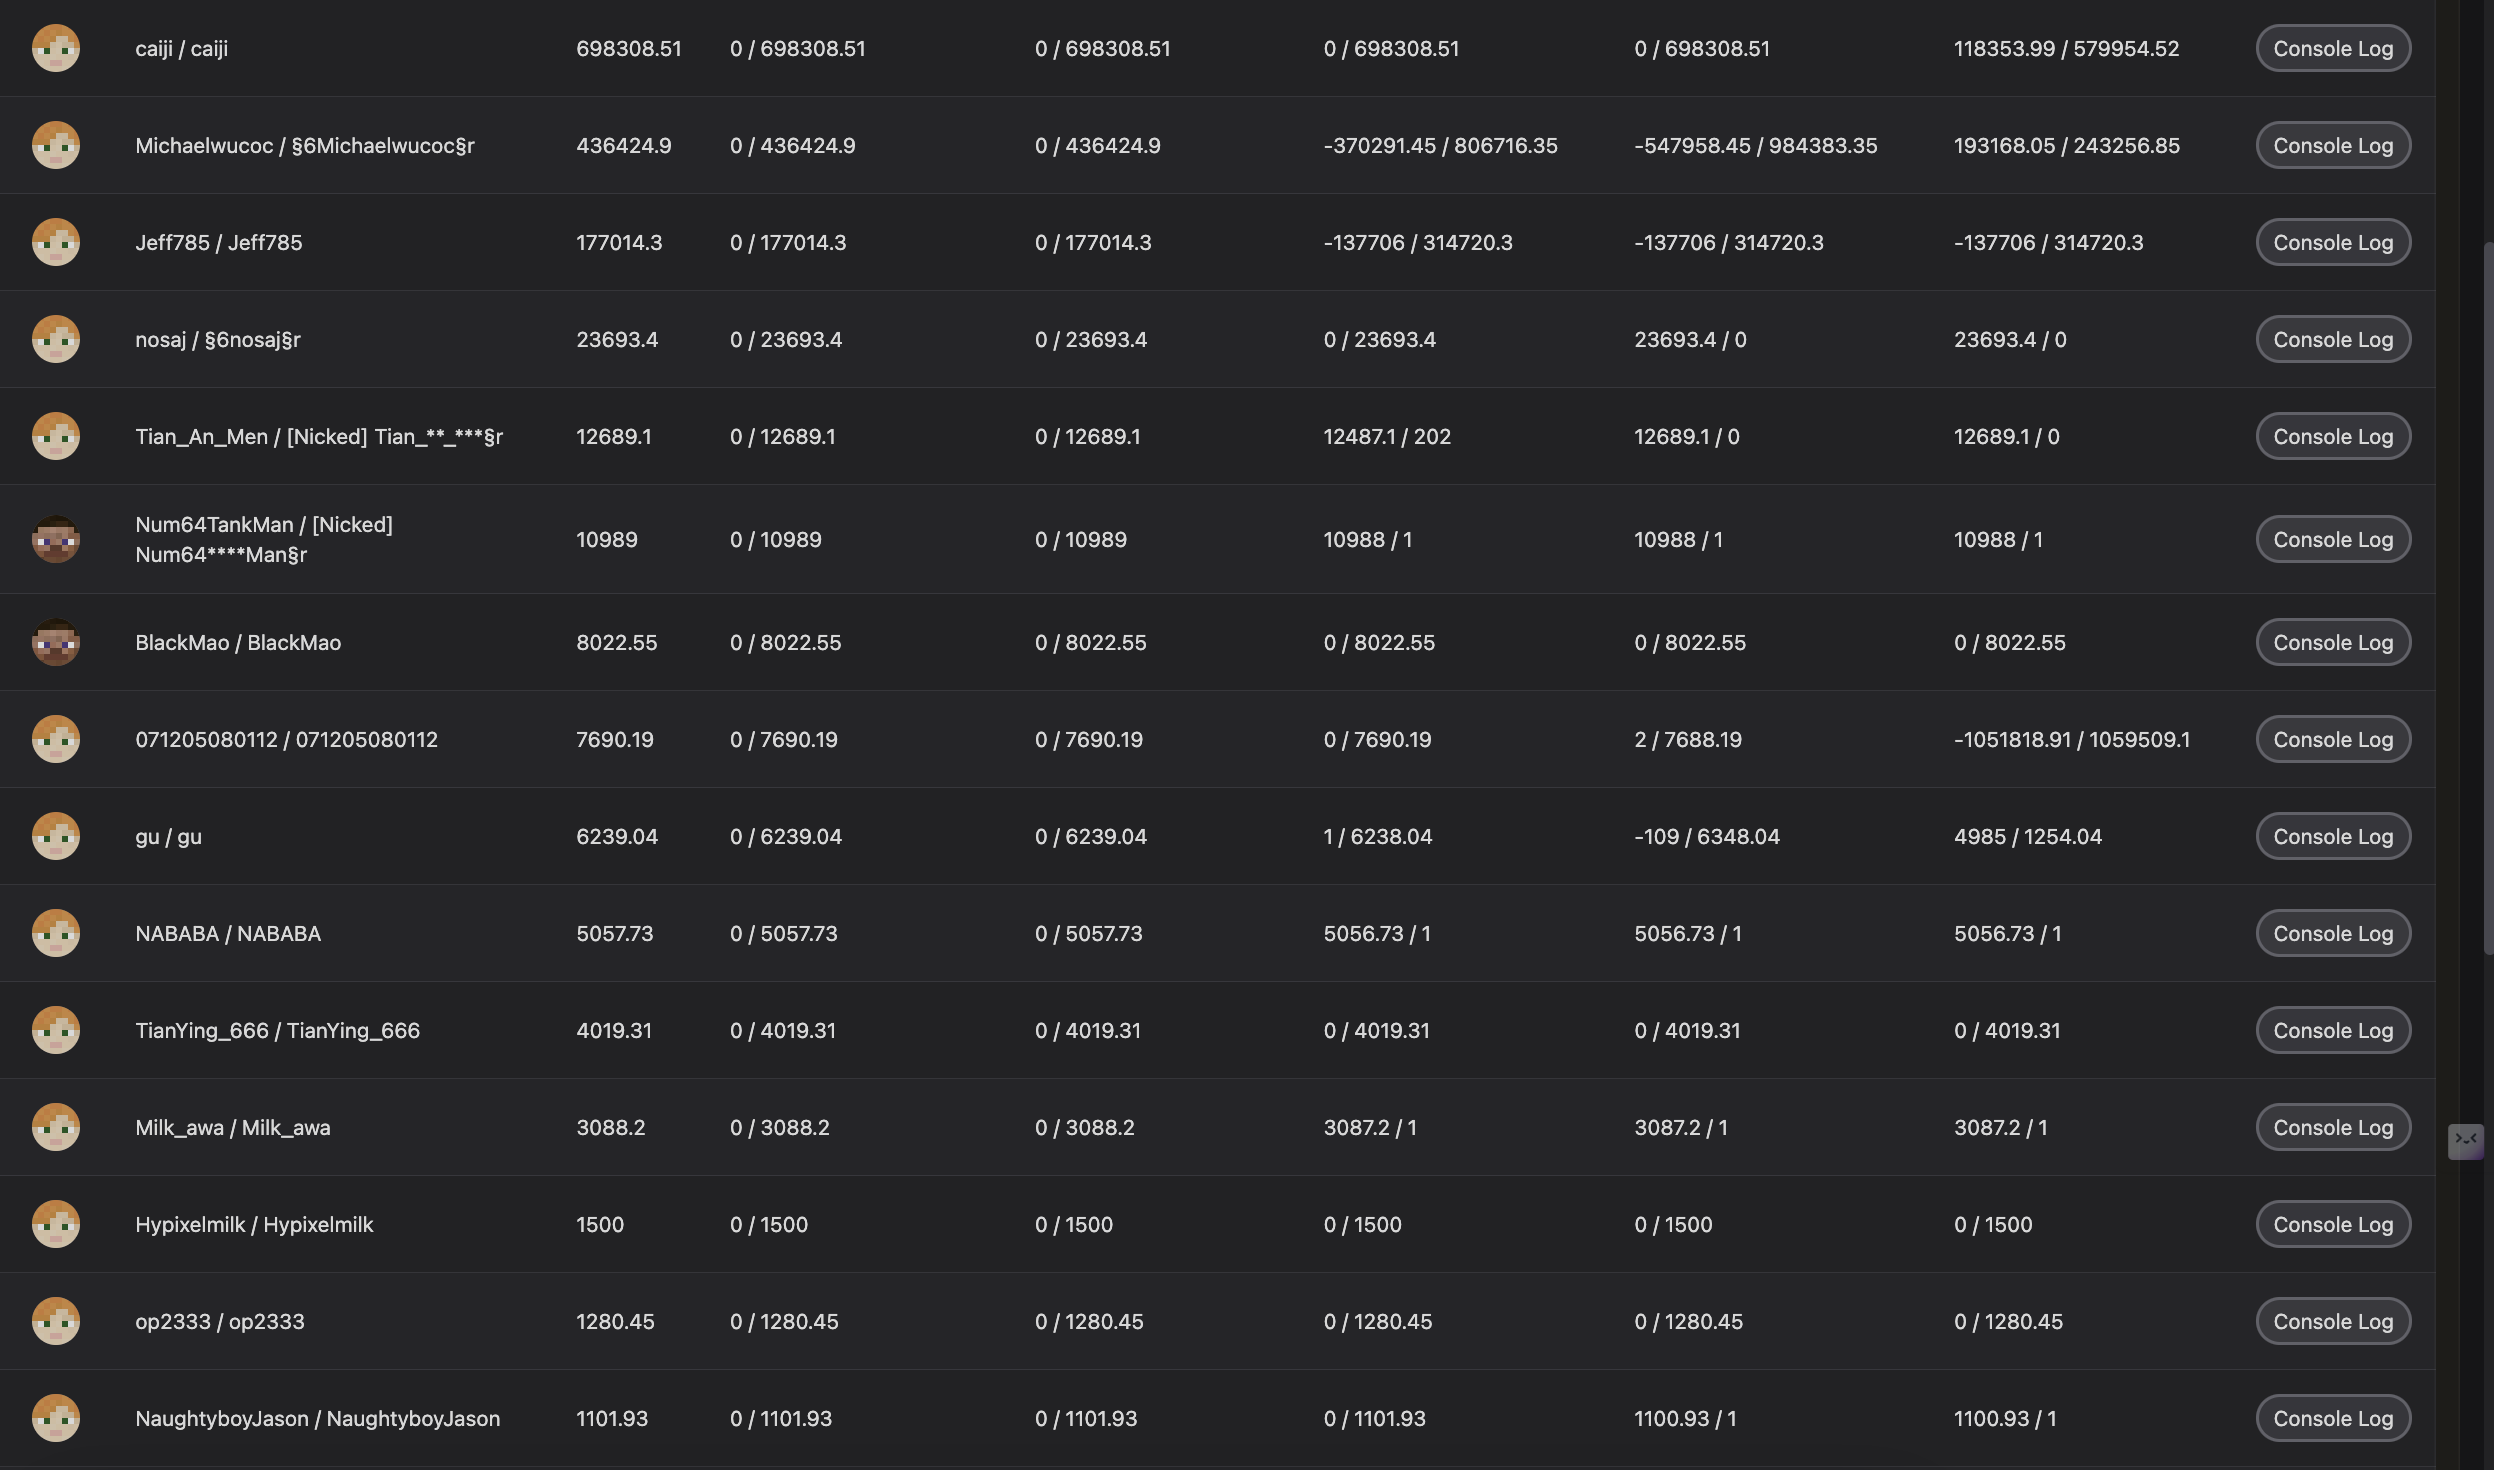 caiji / caiji 698308.51 0 / 698308.51 0 / 698308.51 0 / 698308.51 0 / 698308.51 118353.99 / 579954.52 Console Log
Michaelwucoc / §6Michaelwucoc§r 436424.9 0 / 436424.9 0 / 436424.9 -370291.45 / 806716.35 -547958.45 / 984383.35 193168.05 / 243256.85 Console Log
Jeff785 / Jeff785 177014.3 0 / 177014.3 0 / 177014.3 -137706 / 314720.3 -137706 / 314720.3 -137706 / 314720.3 Console Log
nosaj / §6nosaj§r 23693.4 0 / 23693.4 0 / 23693.4 0 / 23693.4 23693.4 / 0 23693.4 / 0 Console Log
Tian_An_Men / [Nicked] Tian_**_***§r 12689.1 0 / 12689.1 0 / 12689.1 12487.1 / 202 12689.1 / 0 12689.1 / 0 Console Log
Num64TankMan / [Nicked]
Num64****Man§r 10989 0 / 10989 0 / 10989 10988 / 1 10988 / 1 10988 / 1 Console Log
BlackMao / BlackMao 8022.55 0 / 8022.55 0 / 8022.55 0 / 8022.55 0 / 8022.55 0 / 8022.55 Console Log
071205080112 / 071205080112 7690.19 0 / 7690.19 0 / 7690.19 0 / 7690.19 2 / 7688.19 -1051818.91 / 1059509.1 Console Log
gu / gu 6239.04 0 / 6239.04 0 / 6239.04 1 / 6238.04 -109 / 6348.04 4985 / 1254.04 Console Log
NABABA / NABABA 5057.73 0 / 5057.73 0 / 5057.73 5056.73 / 1 5056.73 / 1 5056.73 / 1 Console Log
TianYing_666 / TianYing_666 4019.31 0 / 4019.31 0 / 4019.31 0 / 4019.31 0 / 4019.31 0 / 4019.31 Console Log
Milk_awa / Milk_awa 3088.2 0 / 3088.2 0 / 3088.2 3087.2 / 1 3087.2 / 1 3087.2 / 1 Console Log
Hypixelmilk / Hypixelmilk 1500 0 / 1500 0 / 1500 0 / 1500 0 / 1500 0 / 1500 Console Log
op2333 / op2333 1280.45 0 / 1280.45 0 / 1280.45 0 / 1280.45 0 / 1280.45 0 / 1280.45 Console Log
NaughtyboyJason / NaughtyboyJason 1101.93 0 / 1101.93 0 / 1101.93 0 / 1101.93 1100.93 / 1 1100.93 / 1 Console Log